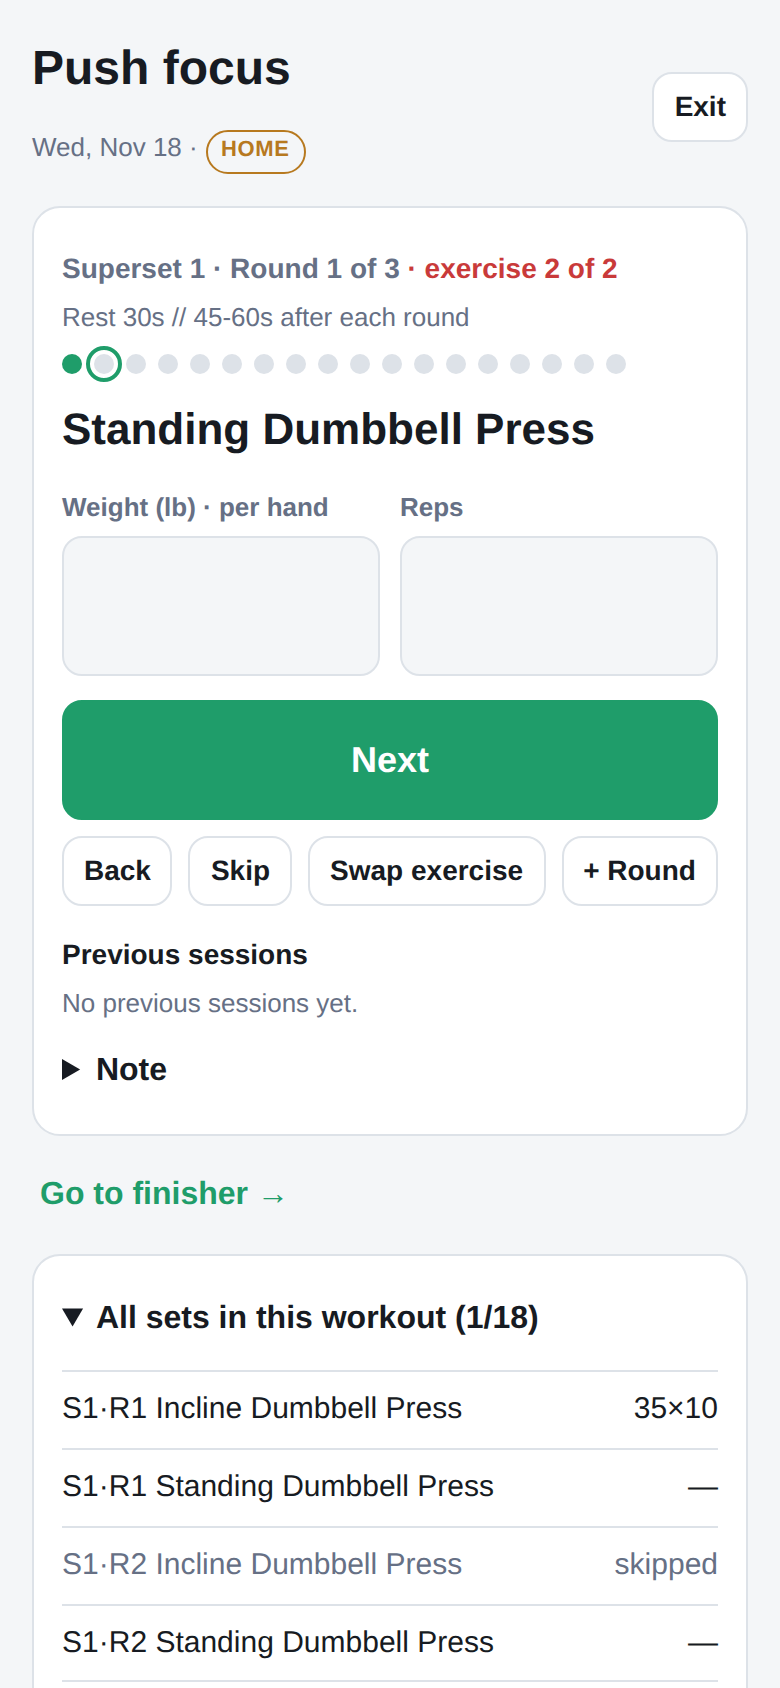 Push focus
Exit
Wed, Nov 18 · HOME
Superset 1 · Round 1 of 3 · exercise 2 of 2
Rest 30s // 45-60s after each round
Standing Dumbbell Press
Weight (lb) · per hand
Reps
Next
Back
Skip
Swap exercise
+ Round
Previous sessions
No previous sessions yet.
▶ Note
Go to finisher →
▼ All sets in this workout (1/18)
S1·R1 Incline Dumbbell Press 35×10
S1·R1 Standing Dumbbell Press —
S1·R2 Incline Dumbbell Press skipped
S1·R2 Standing Dumbbell Press —